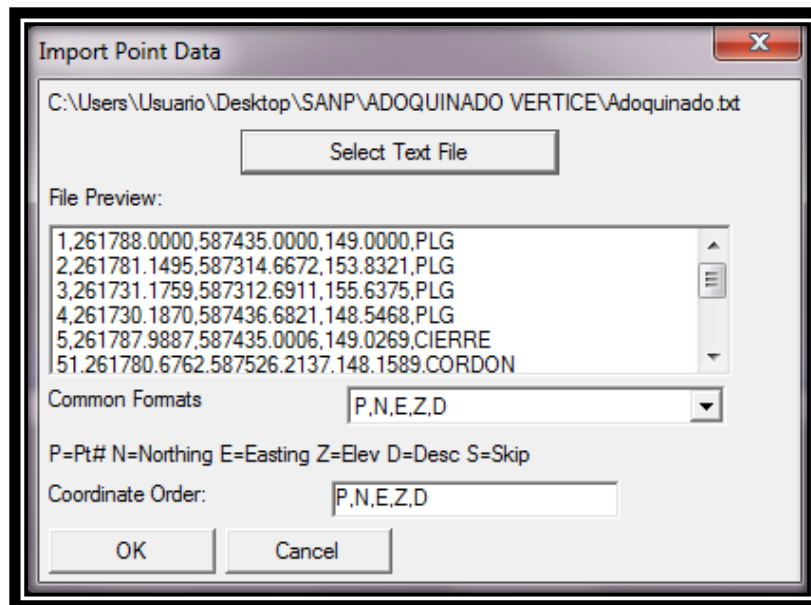 Import Point Data
C:\Users\Usuario\Desktop\SANP\ADOQUINADO VERTICE\Adoquinado.txt
Select Text File
File Preview:
1,261788.0000,587435.0000,149.0000,PLG
2,261781.1495,587314.6672,153.8321,PLG
3,261731.1759,587312.6911,155.6375,PLG
4,261730.1870,587436.6821,148.5468,PLG
5,261787.9887,587435.0006,149.0269,CIERRE
51,261780.6762,587526.2137,148.1589,CORDON
Common Formats P,N,E,Z,D
P=Pt# N=Northing E=Easting Z=Elev D=Desc S=Skip
Coordinate Order: P,N,E,Z,D
OK Cancel